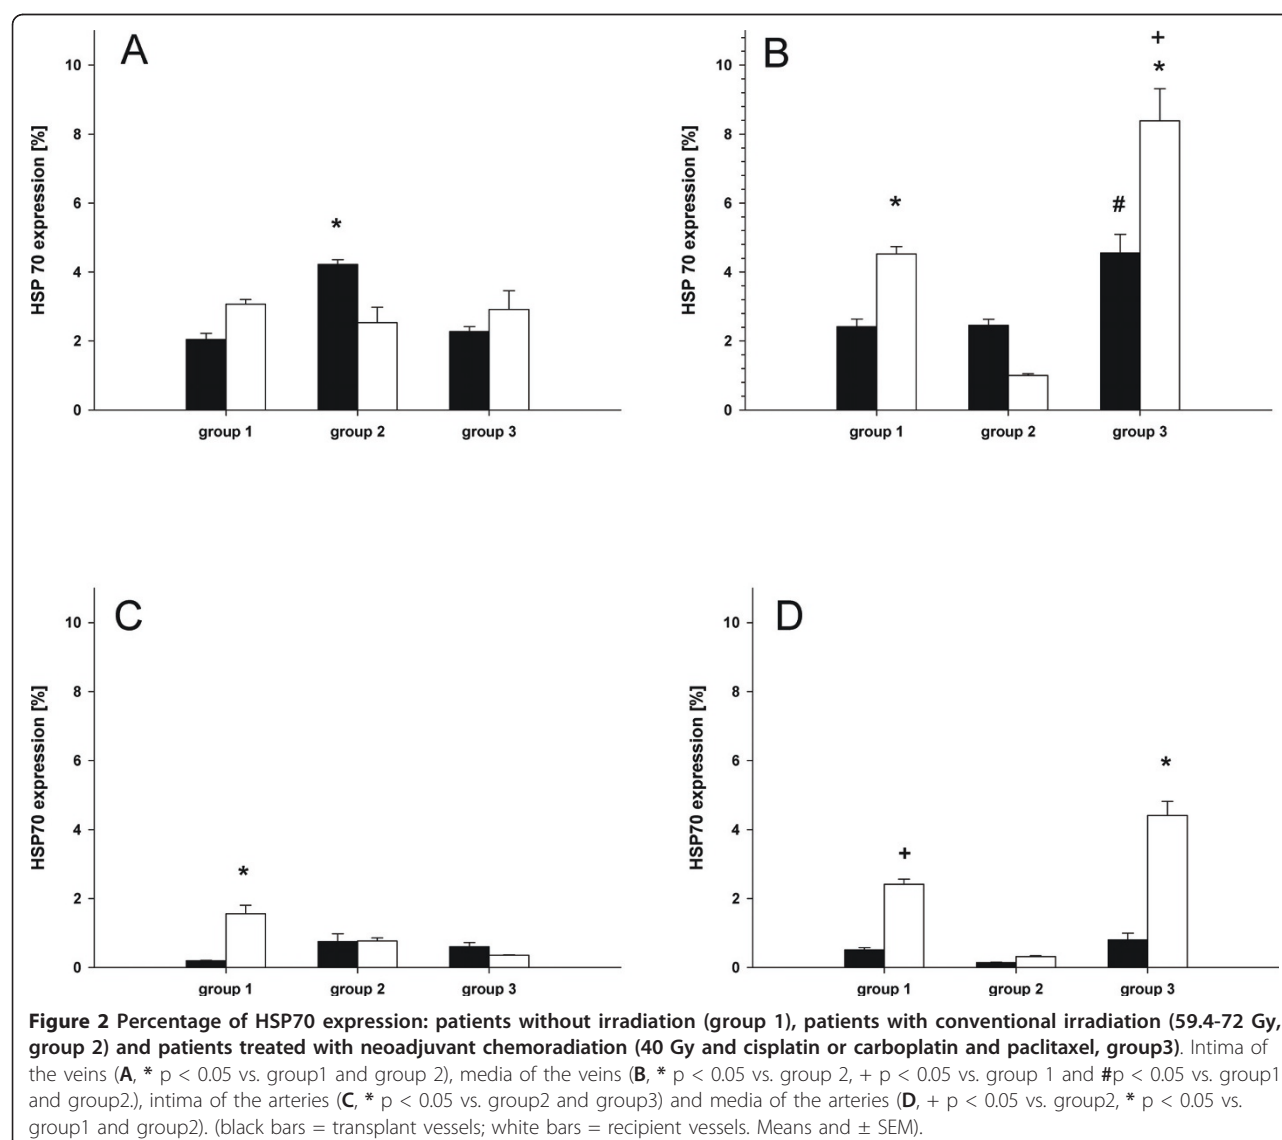 A
10
8
6
4
2
0
HSP 70 expression [%]
*
group 1 group 2 group 3
B
10
8
6
4
2
0
HSP 70 expression [%]
*
#
+
*
group 1 group 2 group 3
C
10
8
6
4
2
0
HSP70 expression [%]
*
group 1 group 2 group 3
D
10
8
6
4
2
0
HSP70 expression [%]
+
*
group 1 group 2 group 3
Figure 2 Percentage of HSP70 expression: patients without irradiation (group 1), patients with conventional irradiation (59.4-72 Gy,
group 2) and patients treated with neoadjuvant chemoradiation (40 Gy and cisplatin or carboplatin and paclitaxel, group3). Intima of
the veins (A, * p < 0.05 vs. group1 and group 2), media of the veins (B, * p < 0.05 vs. group 2, + p < 0.05 vs. group 1 and #p < 0.05 vs. group1
and group2.), intima of the arteries (C, * p < 0.05 vs. group2 and group3) and media of the arteries (D, + p < 0.05 vs. group2, * p < 0.05 vs.
group1 and group2). (black bars = transplant vessels; white bars = recipient vessels. Means and ± SEM).